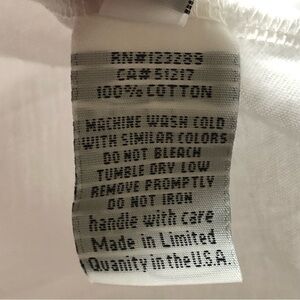 RN#123289
CA# 51217
100% COTTON
MACHINE WASH COLD
WITH SIMILAR COLORS
DO NOT BLEACH
TUMBLE DRY LOW
REMOVE PROMPTLY
DO NOT IRON
handle with care
Made in Limited
Quanity in the U.S.A.